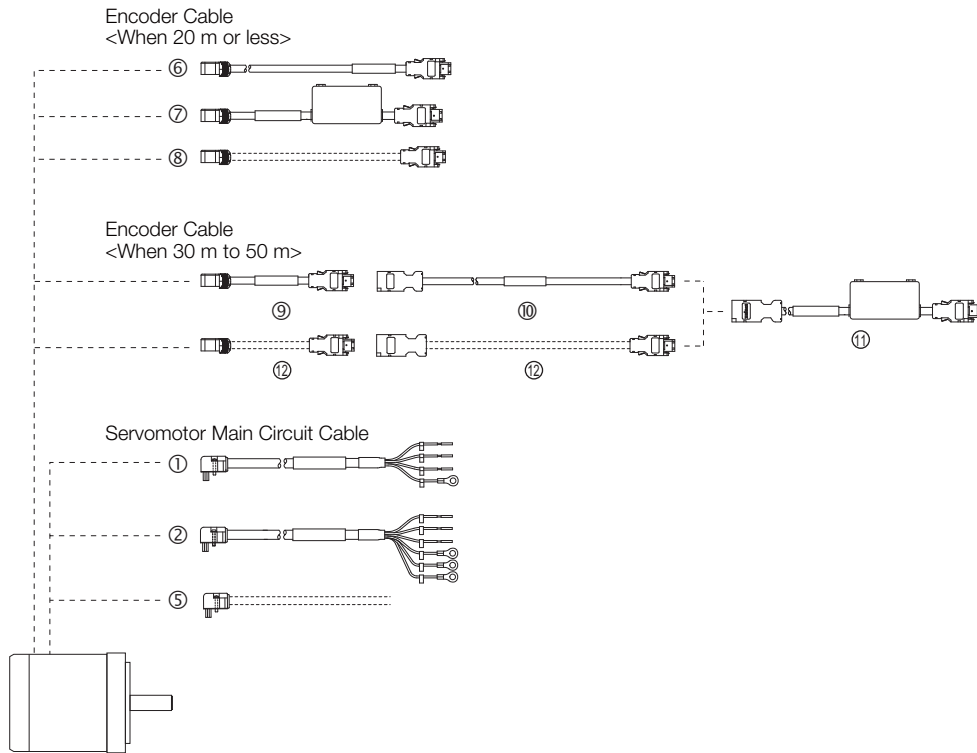 Encoder Cable
<When 20 m or less>
⑥
⑦
⑧
Encoder Cable
<When 30 m to 50 m>
⑨
⑩
⑪
⑫
⑫
Servomotor Main Circuit Cable
①
②
⑤